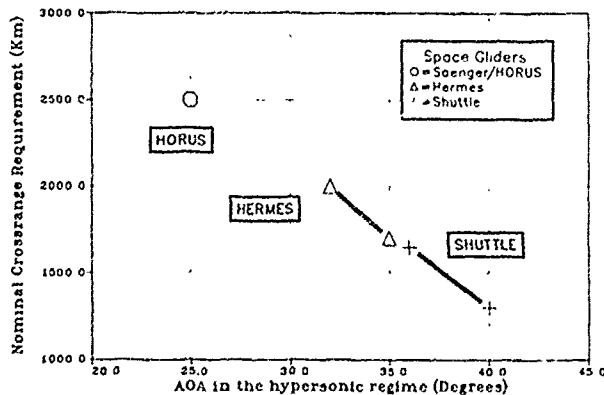 Nominal Crossrange Requirement (Km)
3000 0
2500 0
2000 0
1500 0
1000 0
Space Gliders
O = Saenger/HORUS
△ = Hermes
+ = Shuttle
HORUS
HERMES
SHUTTLE
20 0 25 0 30 0 35 0 40 0 45 0
AOA in the hypersonic regime (Degrees)